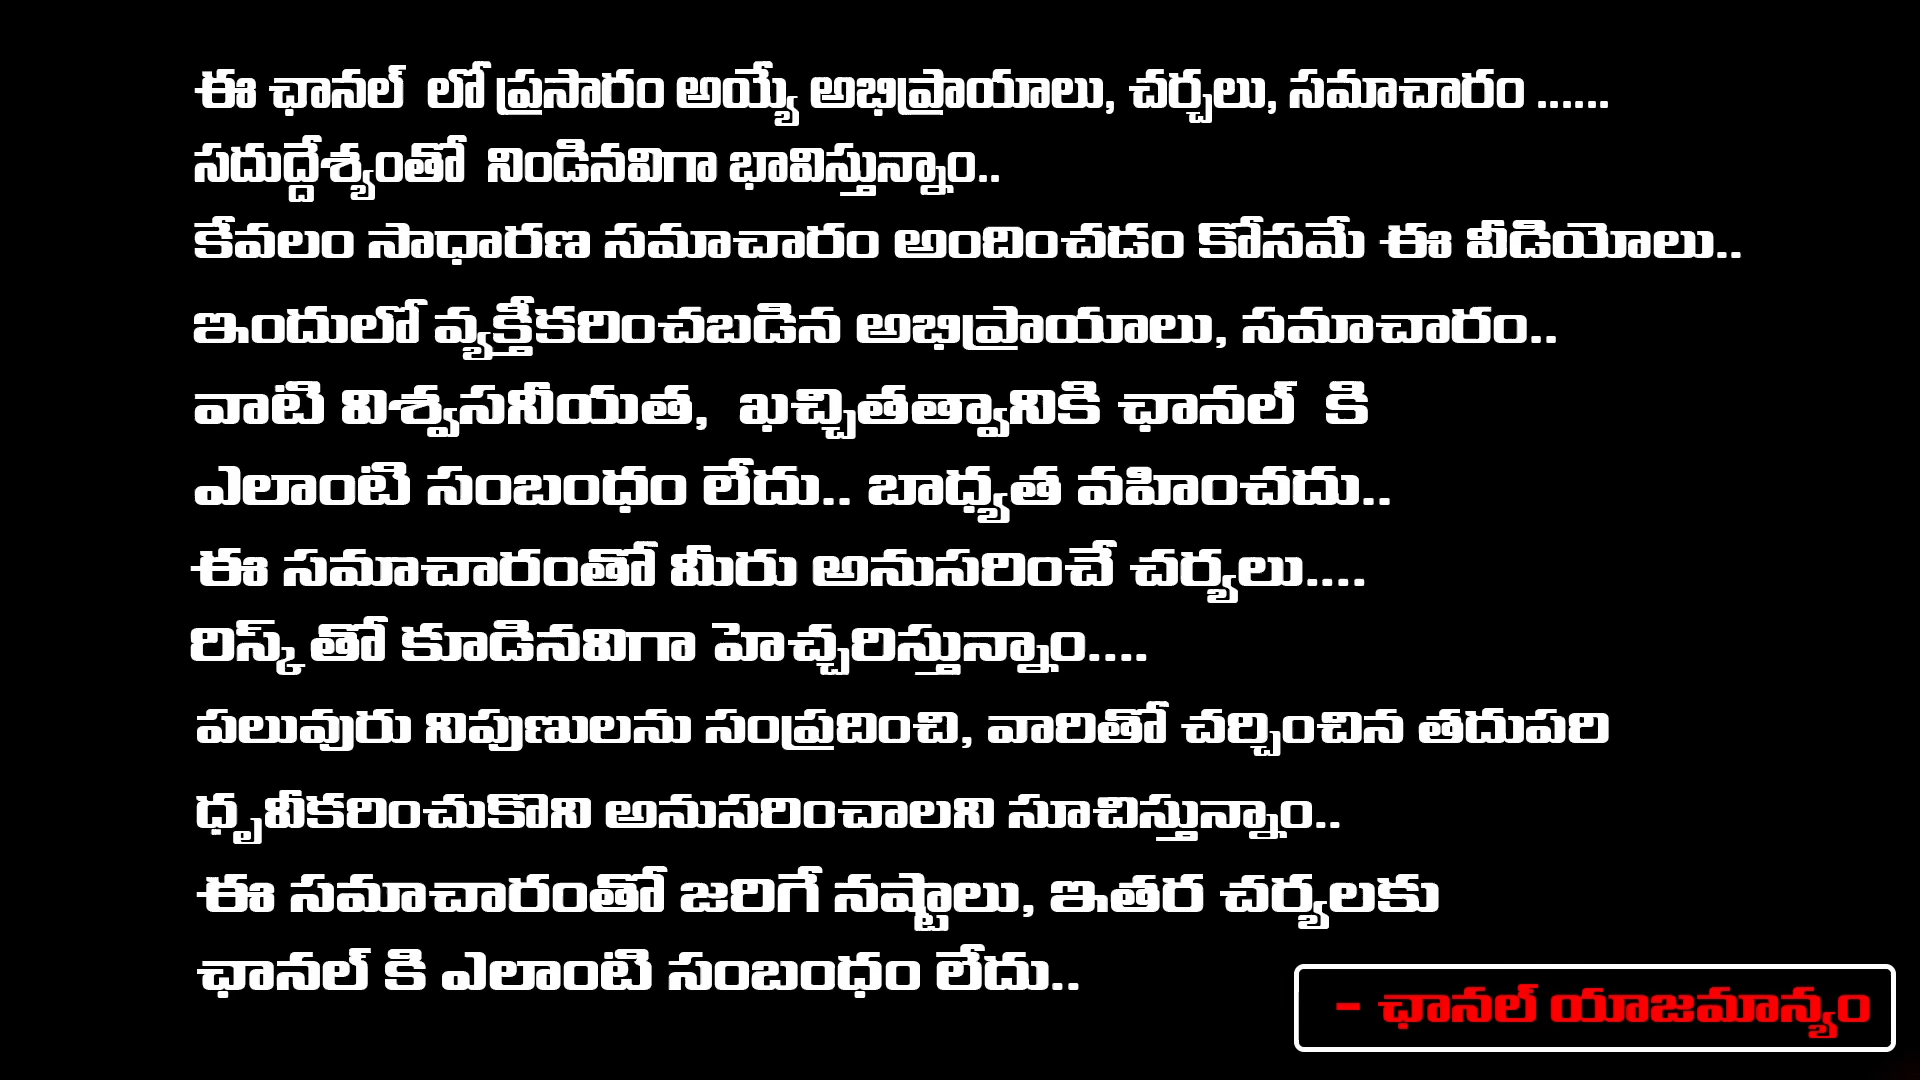 ఈ ఛానల్ లో ప్రసారం అయ్యే అభిప్రాయాలు, చర్చలు, సమాచారం ......
సదుద్దేశ్యంతో నిండినవిగా భావిస్తున్నాం..
కేవలం సాధారణ సమాచారం అందించడం కోసమే ఈ వీడియోలు..
ఇందులో వ్యక్తీకరించబడిన అభిప్రాయాలు, సమాచారం..
వాటి విశ్వసనీయత, ఖచ్చితత్వానికి ఛానల్ కి
ఎలాంటి సంబంధం లేదు.. బాధ్యత వహించదు..
ఈ సమాచారంతో మీరు అనుసరించే చర్యలు....
రిస్క్ తో కూడినవిగా హెచ్చరిస్తున్నాం....
పలువురు నిపుణులను సంప్రదించి, వారితో చర్చించిన తదుపరి
ధృవీకరించుకొని అనుసరించాలని సూచిస్తున్నాం..
ఈ సమాచారంతో జరిగే నష్టాలు, ఇతర చర్యలకు
ఛానల్ కి ఎలాంటి సంబంధం లేదు..
- ఛానల్ యాజమాన్యం